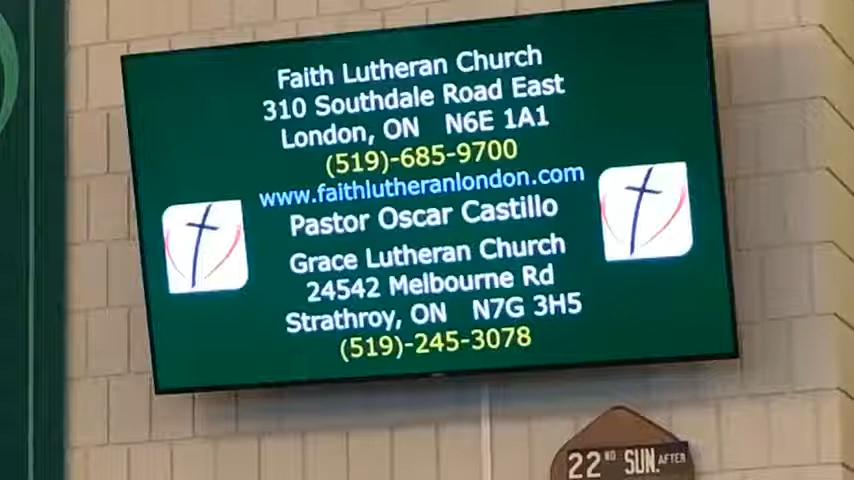 Faith Lutheran Church
310 Southdale Road East
London, ON N6E 1A1
(519)-685-9700
www.faithlutheranlondon.com
Pastor Oscar Castillo
Grace Lutheran Church
24542 Melbourne Rd
Strathroy, ON N7G 3H5
(519)-245-3078
22ND SUN. AFTER